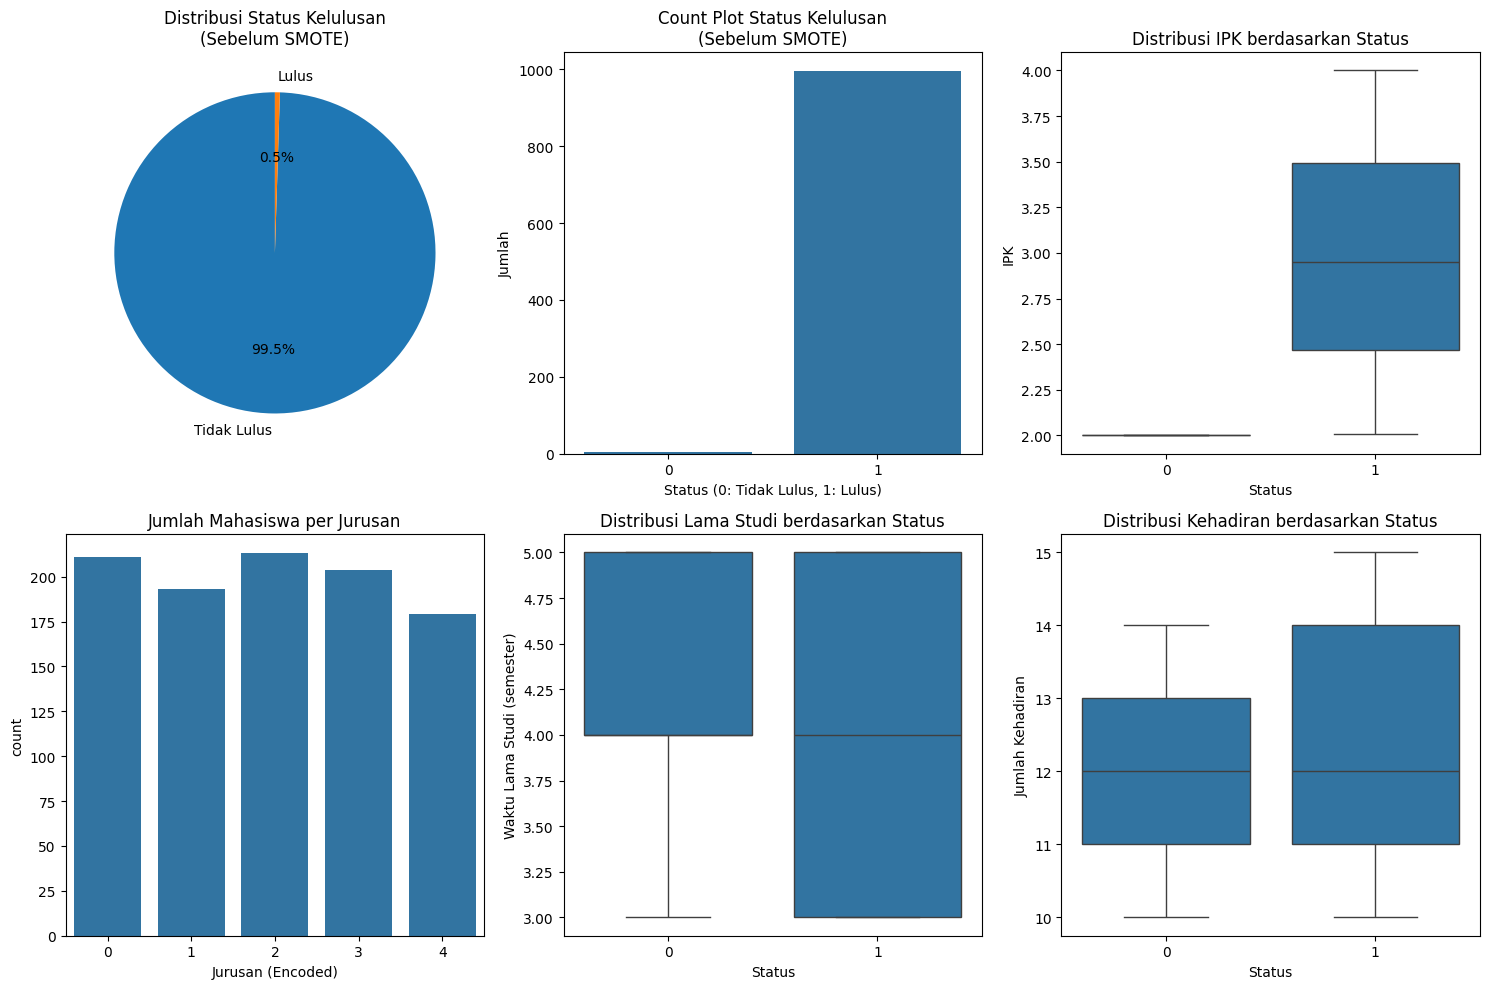 Distribusi Status Kelulusan
(Sebelum SMOTE)
Lulus
0.5%
99.5%
Tidak Lulus
Count Plot Status Kelulusan
(Sebelum SMOTE)
1000
800
600
400
200
0
Jumlah
0 1
Status (0: Tidak Lulus, 1: Lulus)
Distribusi IPK berdasarkan Status
4.00
3.75
3.50
3.25
3.00
2.75
2.50
2.25
2.00
IPK
0 1
Status
Jumlah Mahasiswa per Jurusan
200
175
150
125
100
75
50
25
0
count
0 1 2 3 4
Jurusan (Encoded)
Distribusi Lama Studi berdasarkan Status
5.00
4.75
4.50
4.25
4.00
3.75
3.50
3.25
3.00
Waktu Lama Studi (semester)
0 1
Status
Distribusi Kehadiran berdasarkan Status
15
14
13
12
11
10
Jumlah Kehadiran
0 1
Status